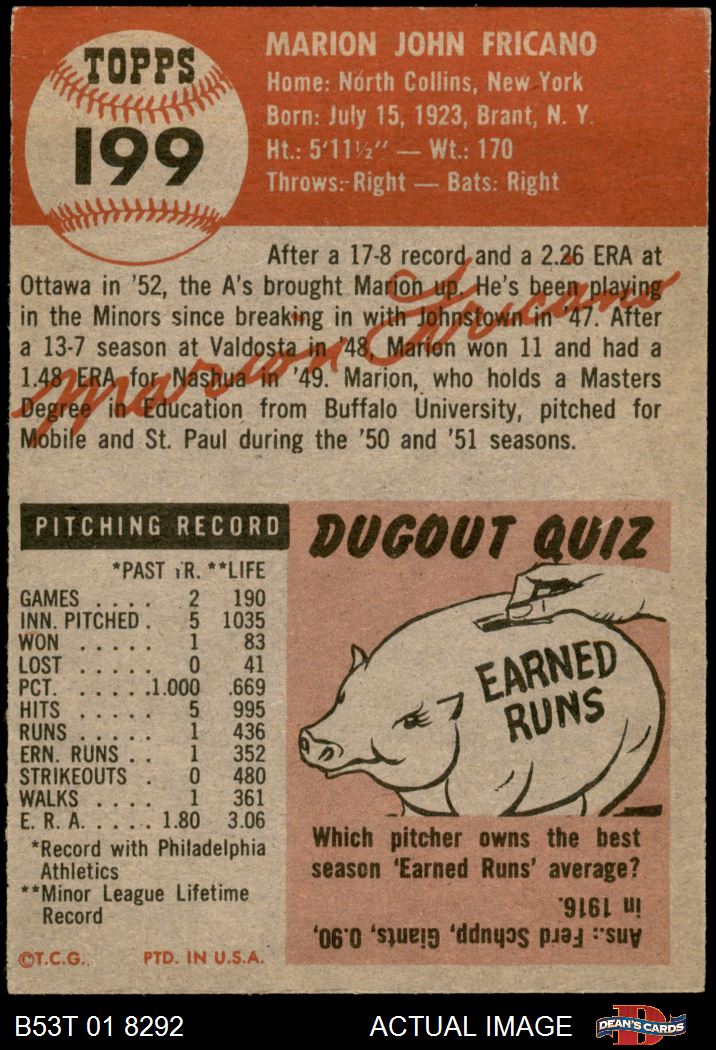 TOPPS
199
MARION JOHN FRICANO
Home: North Collins, New York
Born: July 15, 1923, Brant, N. Y.
Ht.: 5'11½" — Wt.: 170
Throws: Right — Bats: Right
After a 17-8 record and a 2.26 ERA at
Ottawa in '52, the A's brought Marion up. He's been playing
in the Minors since breaking in with Johnstown in '47. After
a 13-7 season at Valdosta in '48, Marion won 11 and had a
1.48 ERA for Nashua in '49. Marion, who holds a Masters
Degree in Education from Buffalo University, pitched for
Mobile and St. Paul during the '50 and '51 seasons.
Marion Fricano
PITCHING RECORD
*PAST YR. **LIFE
GAMES . . . . 2 190
INN. PITCHED . 5 1035
WON . . . . . 1 83
LOST . . . . . 0 41
PCT. . . . . .1.000 .669
HITS . . . . . 5 995
RUNS . . . . . 1 436
ERN. RUNS . . 1 352
STRIKEOUTS . 0 480
WALKS . . . . 1 361
E. R. A. . . . . 1.80 3.06
*Record with Philadelphia
Athletics
**Minor League Lifetime
Record
©T.C.G. PTD. IN U.S.A.
DUGOUT QUIZ
EARNED
RUNS
Which pitcher owns the best
season 'Earned Runs' average?
Ans.: Ferd Schupp, Giants, 0.90,
in 1916.
B53T 01 8292
ACTUAL IMAGE
D
DEAN'S CARDS